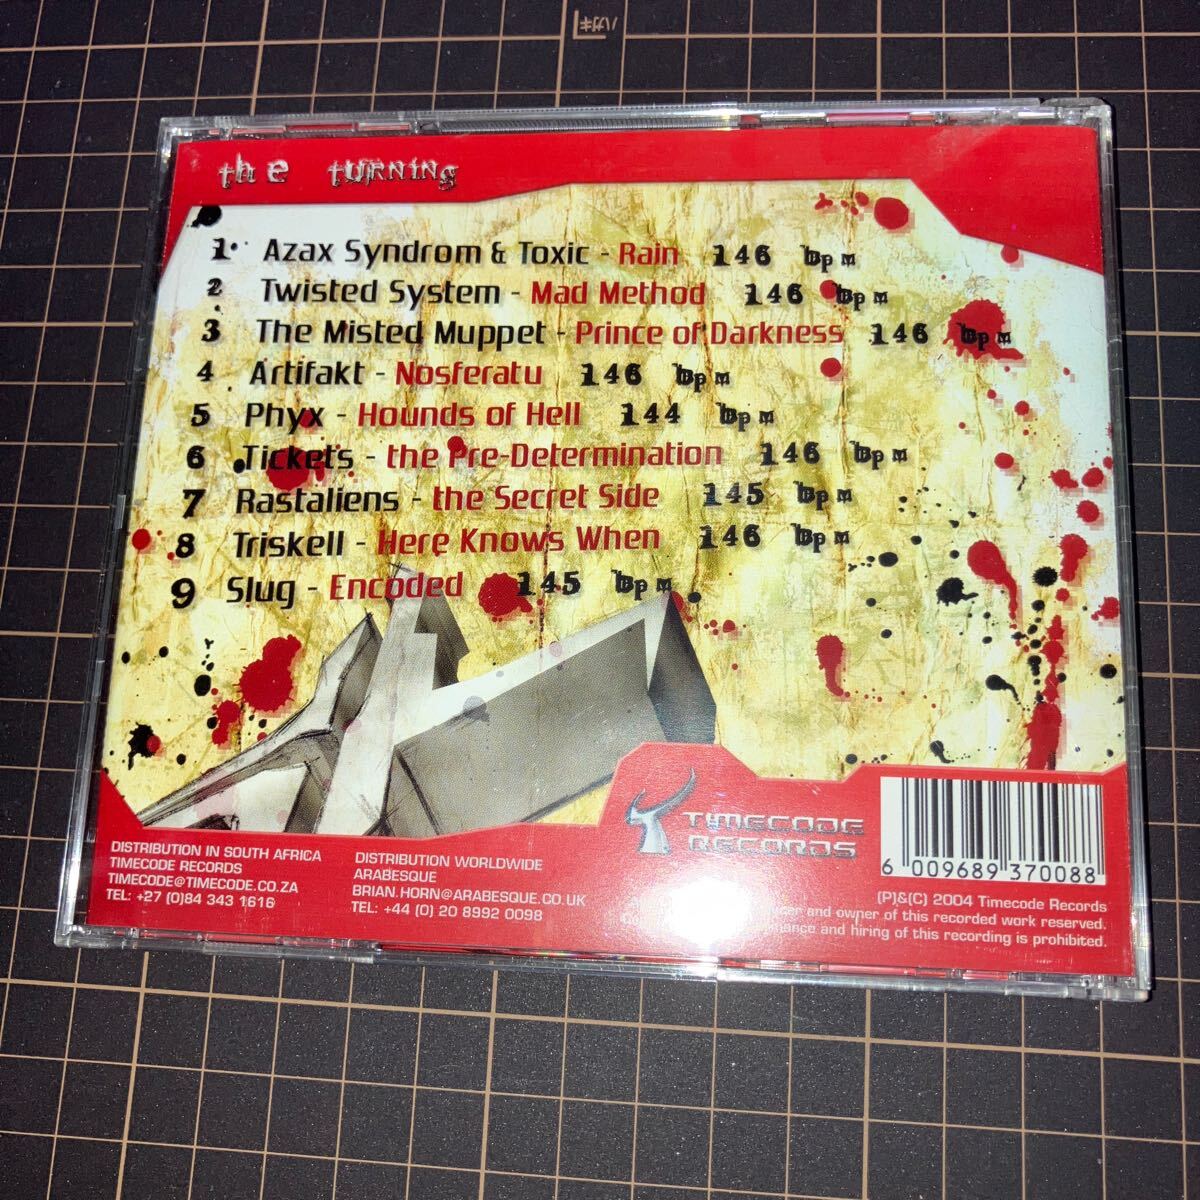 the turning
1 Azax Syndrom & Toxic - Rain 146 bpm
2 Twisted System - Mad Method 146 bpm
3 The Misted Muppet - Prince of Darkness 146 bpm
4 Artifakt - Nosferatu 146 bpm
5 Phyx - Hounds of Hell 144 bpm
6 Tickets - the Pre-Determination 146 bpm
7 Rastaliens - the Secret Side 145 bpm
8 Triskell - Here Knows When 146 bpm
9 Slug - Encoded 145 bpm
TIMECODE
RECORDS
6 009689 370088
DISTRIBUTION IN SOUTH AFRICA
TIMECODE RECORDS
TIMECODE@TIMECODE.CO.ZA
TEL: +27 (0)84 343 1616
DISTRIBUTION WORLDWIDE
ARABESQUE
BRIAN.HORN@ARABESQUE.CO.UK
TEL: +44 (0) 20 8992 0098
(P)&(C) 2004 Timecode Records
and owner of this recorded work reserved.
and hiring of this recording is prohibited.